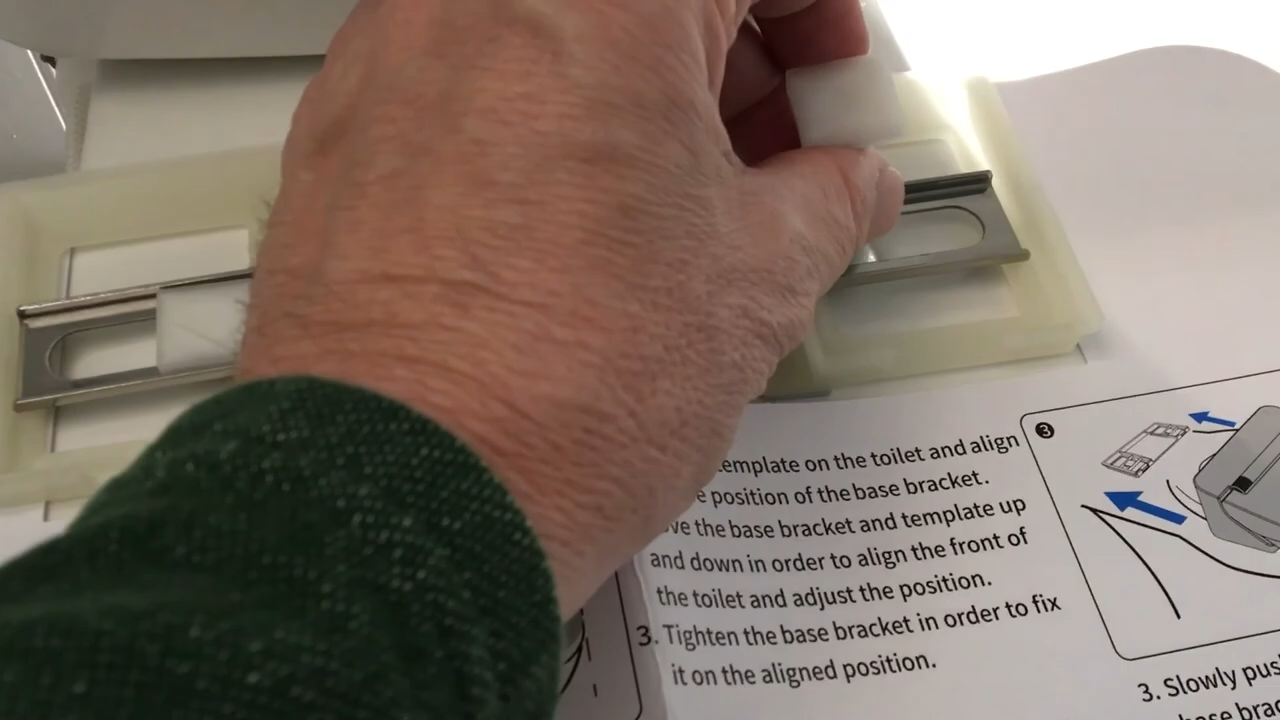 on the toilet and align
position of the base bracket.
the base bracket and template up
and down in order to align the front of
the toilet and adjust the position.
3. Tighten the base bracket in order to fix
it on the aligned position.
3
3. Slowly